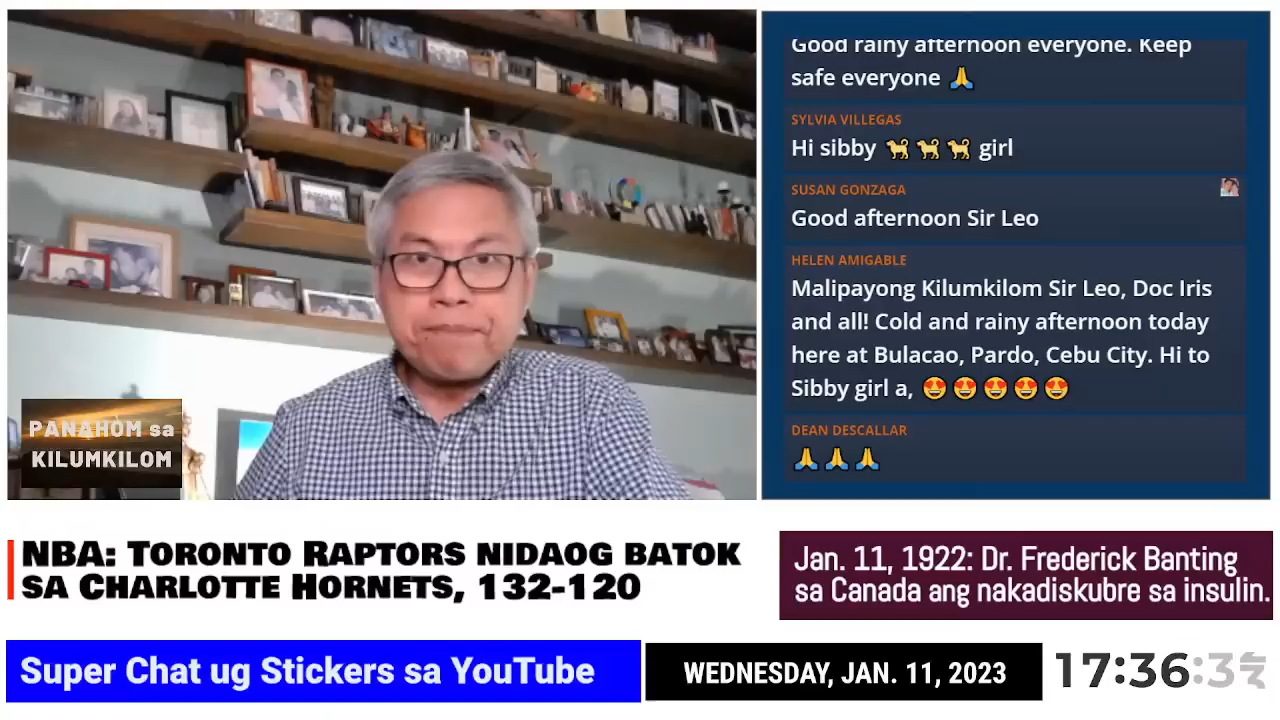 Good rainy afternoon everyone. Keep
safe everyone 🙏
SYLVIA VILLEGAS
Hi sibby 🐕 🐕 🐕 girl
SUSAN GONZAGA
Good afternoon Sir Leo
HELEN AMIGABLE
Malipayong Kilumkilom Sir Leo, Doc Iris
and all! Cold and rainy afternoon today
here at Bulacao, Pardo, Cebu City. Hi to
Sibby girl a, 😍 😍 😍 😍 😍
DEAN DESCALLAR
🙏 🙏 🙏
PANAHOM sa
KILUMKILOM
NBA: TORONTO RAPTORS NIDAOG BATOK
SA CHARLOTTE HORNETS, 132-120
Jan. 11, 1922: Dr. Frederick Banting
sa Canada ang nakadiskubre sa insulin.
Super Chat ug Stickers sa YouTube
WEDNESDAY, JAN. 11, 2023
17:36:3